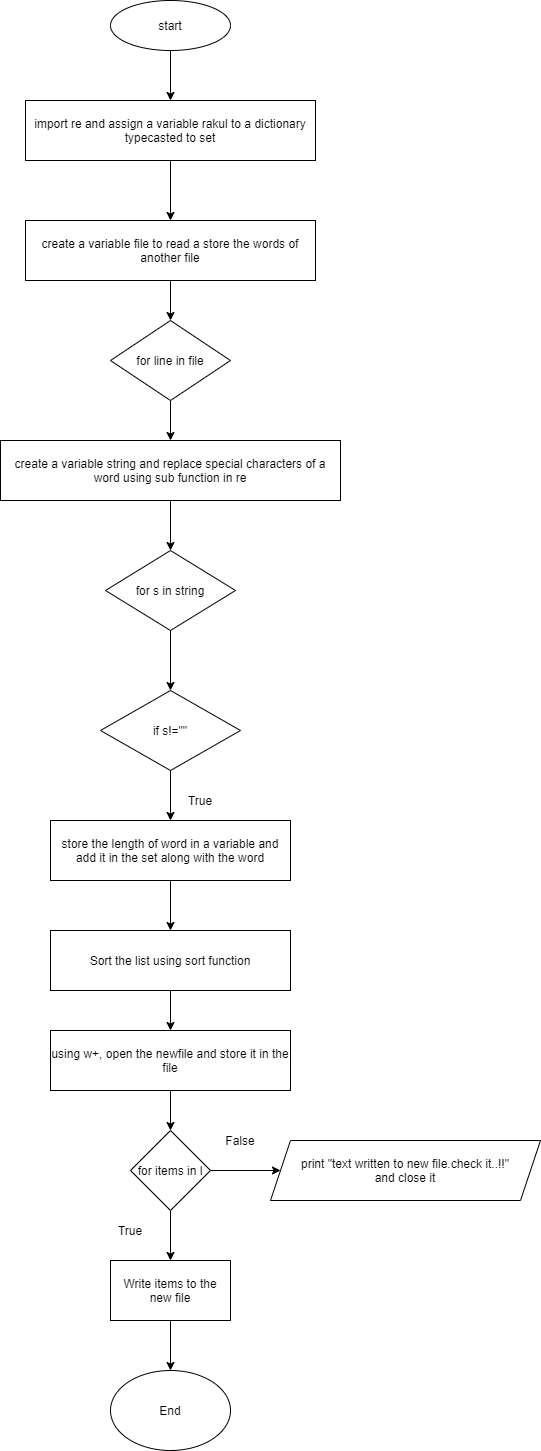 start
import re and assign a variable rakul to a dictionary
typecasted to set
create a variable file to read a store the words of
another file
for line in file
create a variable string and replace special characters of a
word using sub function in re
for s in string
if s!=""
True
store the length of word in a variable and
add it in the set along with the word
Sort the list using sort function
using w+, open the newfile and store it in the
file
for items in l
False
print "text written to new file.check it..!!"
and close it
True
Write items to the
new file
End